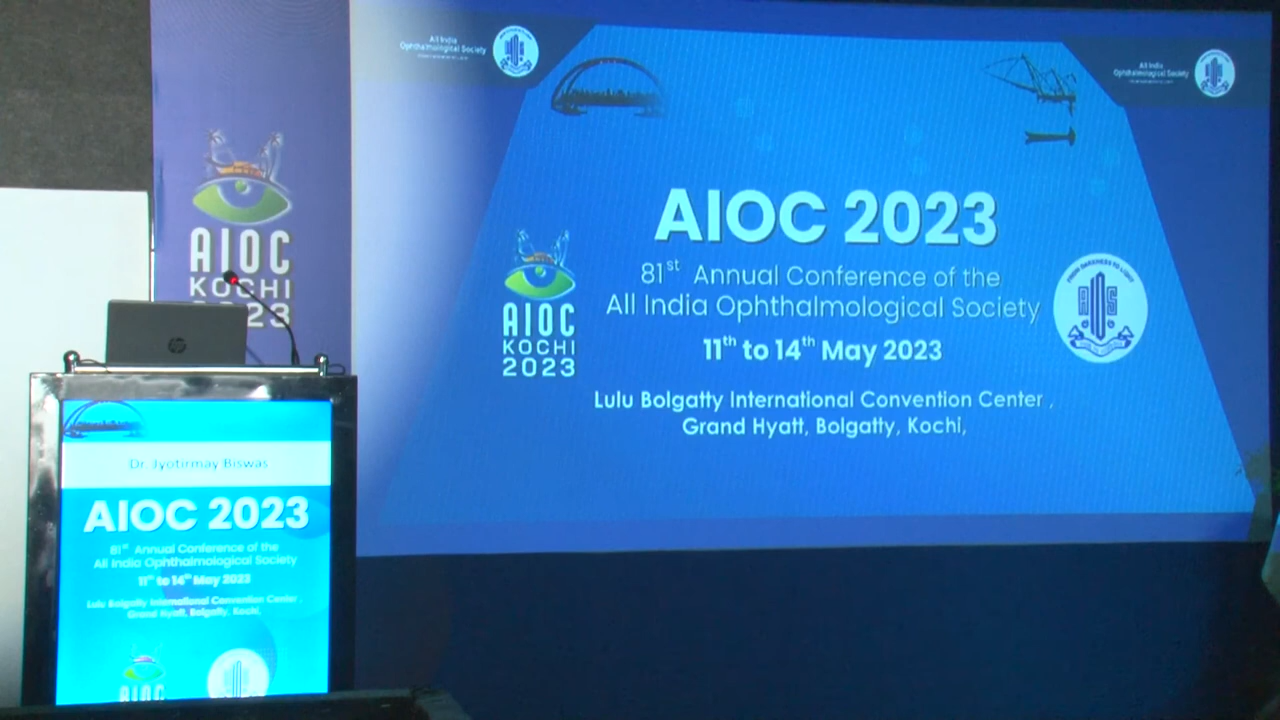 All India
Ophthalmological Society
All India
Ophthalmological Society
AIOC 2023
81st Annual Conference of the
All India Ophthalmological Society
11th to 14th May 2023
Lulu Bolgatty International Convention Center ,
Grand Hyatt, Bolgatty, Kochi,
AIOC
KOCHI
2023
FROM DARKNESS TO LIGHT
AIOS
AIOC
KOCHI
23
hp
Dr. Jyotirmay Biswas
AIOC 2023
81st Annual Conference of the
All India Ophthalmological Society
11th to 14th May 2023
Lulu Bolgatty International Convention Center ,
Grand Hyatt, Bolgatty, Kochi,
AIOC